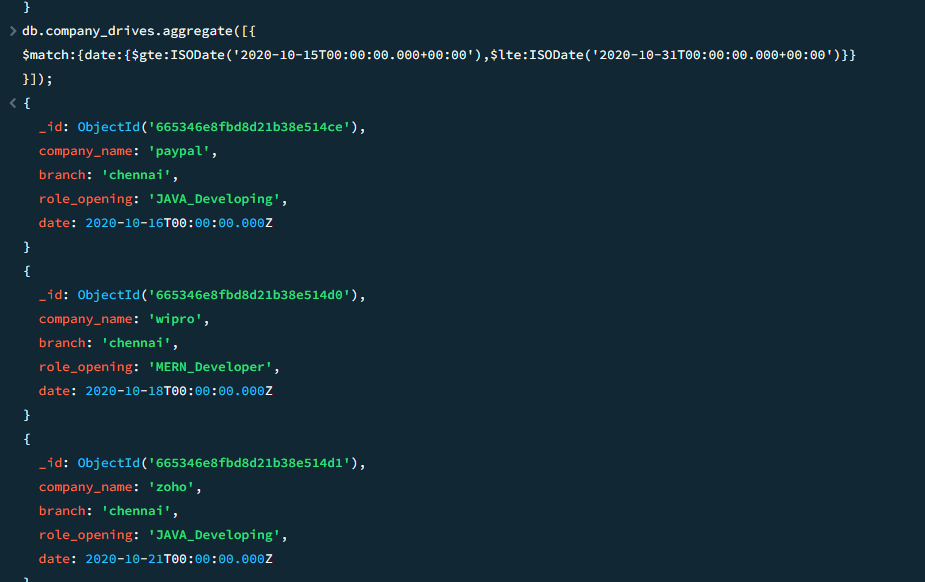 }
> db.company_drives.aggregate([{
$match:{date:{$gte:ISODate('2020-10-15T00:00:00.000+00:00'),$lte:ISODate('2020-10-31T00:00:00.000+00:00')}}
}]);
< {
_id: ObjectId('665346e8fbd8d21b38e514ce'),
company_name: 'paypal',
branch: 'chennai',
role_opening: 'JAVA_Developing',
date: 2020-10-16T00:00:00.000Z
}
{
_id: ObjectId('665346e8fbd8d21b38e514d0'),
company_name: 'wipro',
branch: 'chennai',
role_opening: 'MERN_Developer',
date: 2020-10-18T00:00:00.000Z
}
{
_id: ObjectId('665346e8fbd8d21b38e514d1'),
company_name: 'zoho',
branch: 'chennai',
role_opening: 'JAVA_Developing',
date: 2020-10-21T00:00:00.000Z
}